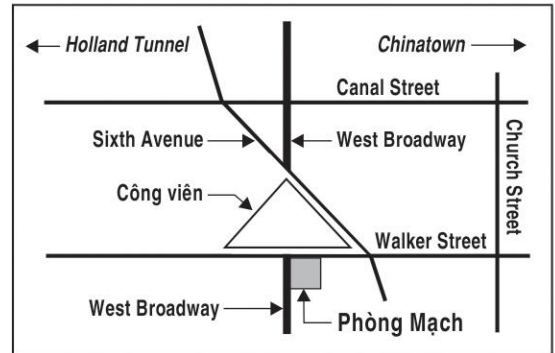 Holland Tunnel
Chinatown
Canal Street
Sixth Avenue
West Broadway
Church Street
Công viên
Walker Street
West Broadway
Phòng Mạch